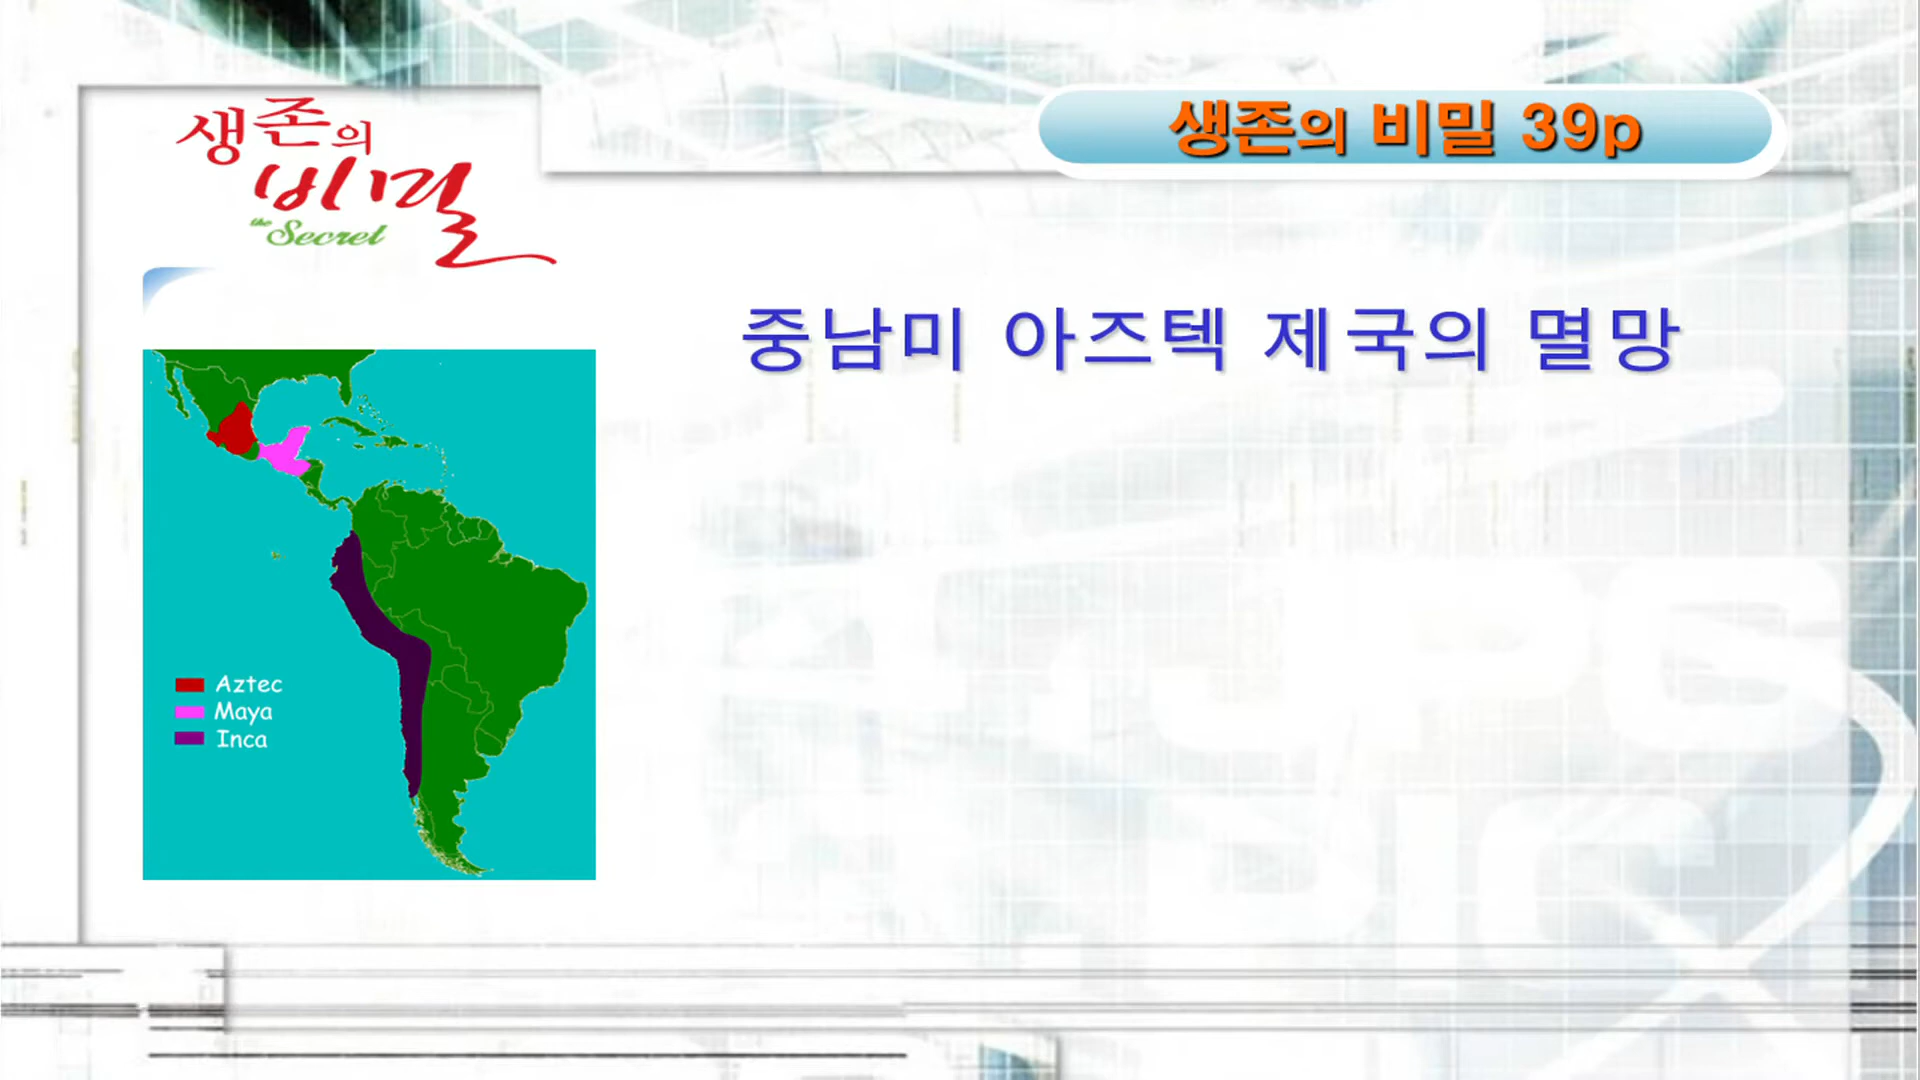 생존의
비밀
the Secret
생존의 비밀 39p
중남미 아즈텍 제국의 멸망
Aztec
Maya
Inca